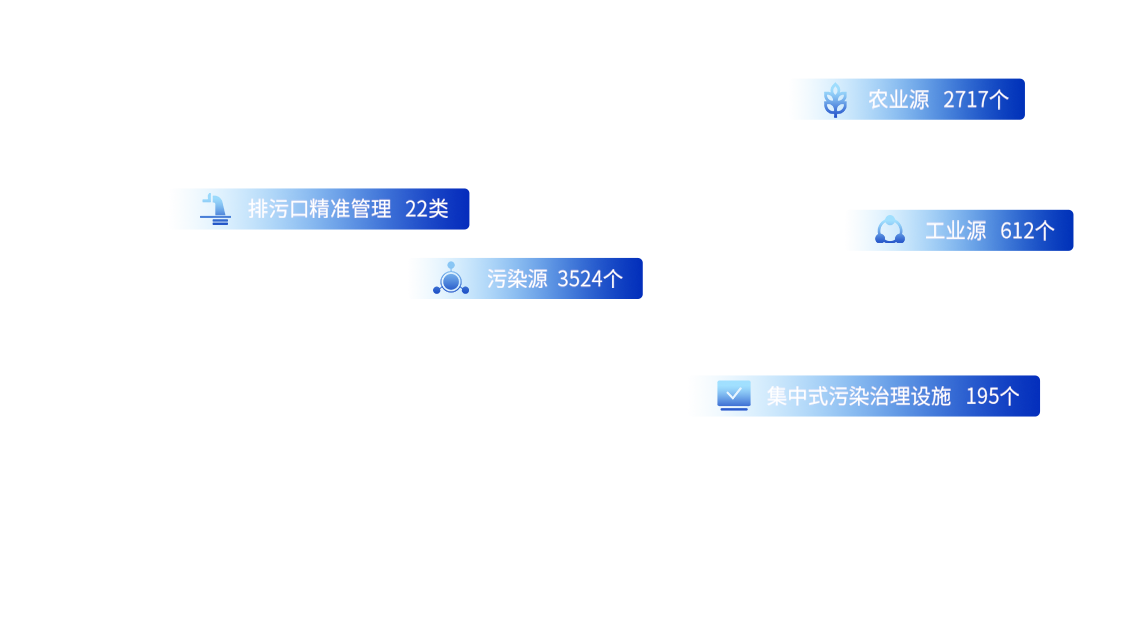 农业源 2717个
排污口精准管理 22类
工业源 612个
污染源 3524个
集中式污染治理设施 195个